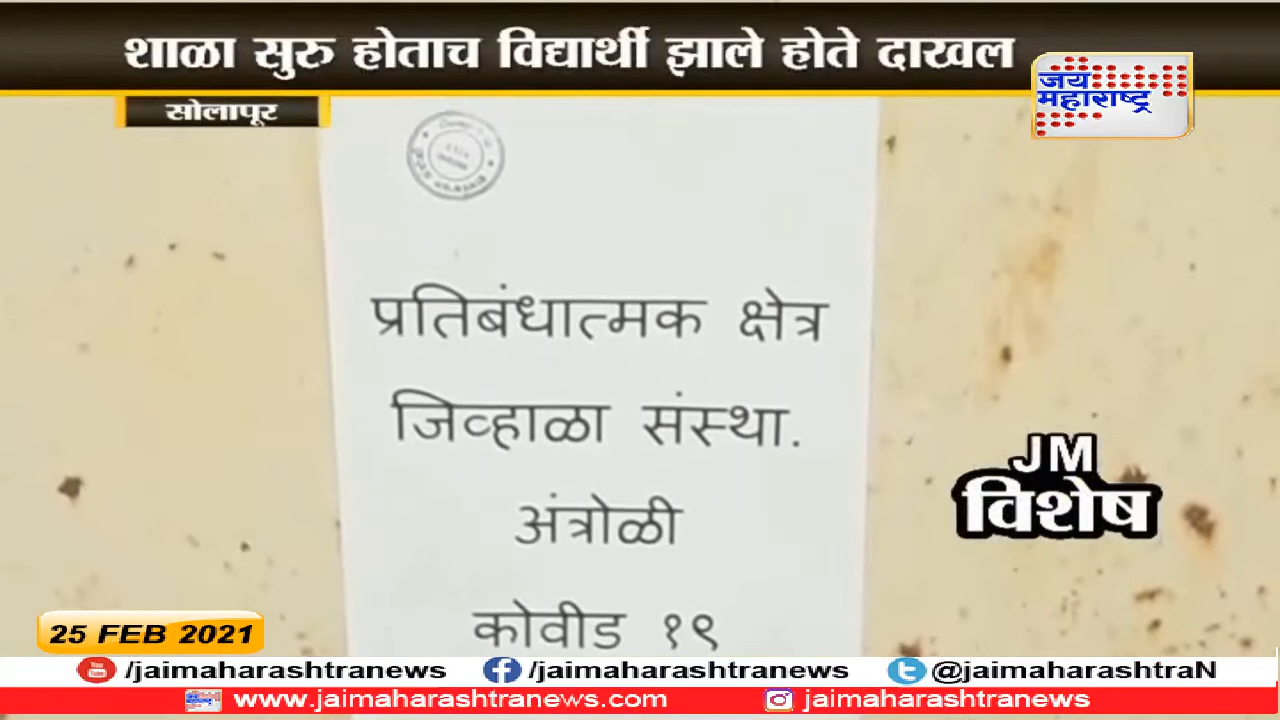 शाळा सुरु होताच विद्यार्थी झाले होते दाखल
जय
महाराष्ट्र
सोलापूर
प्रतिबंधात्मक क्षेत्र
जिव्हाळा संस्था.
अंत्रोळी
कोवीड १९
JM
विशेष
25 FEB 2021
/jaimaharashtranews /jaimaharashtranews @jaimaharashtraN
www.jaimaharashtranews.com jaimaharashtranews